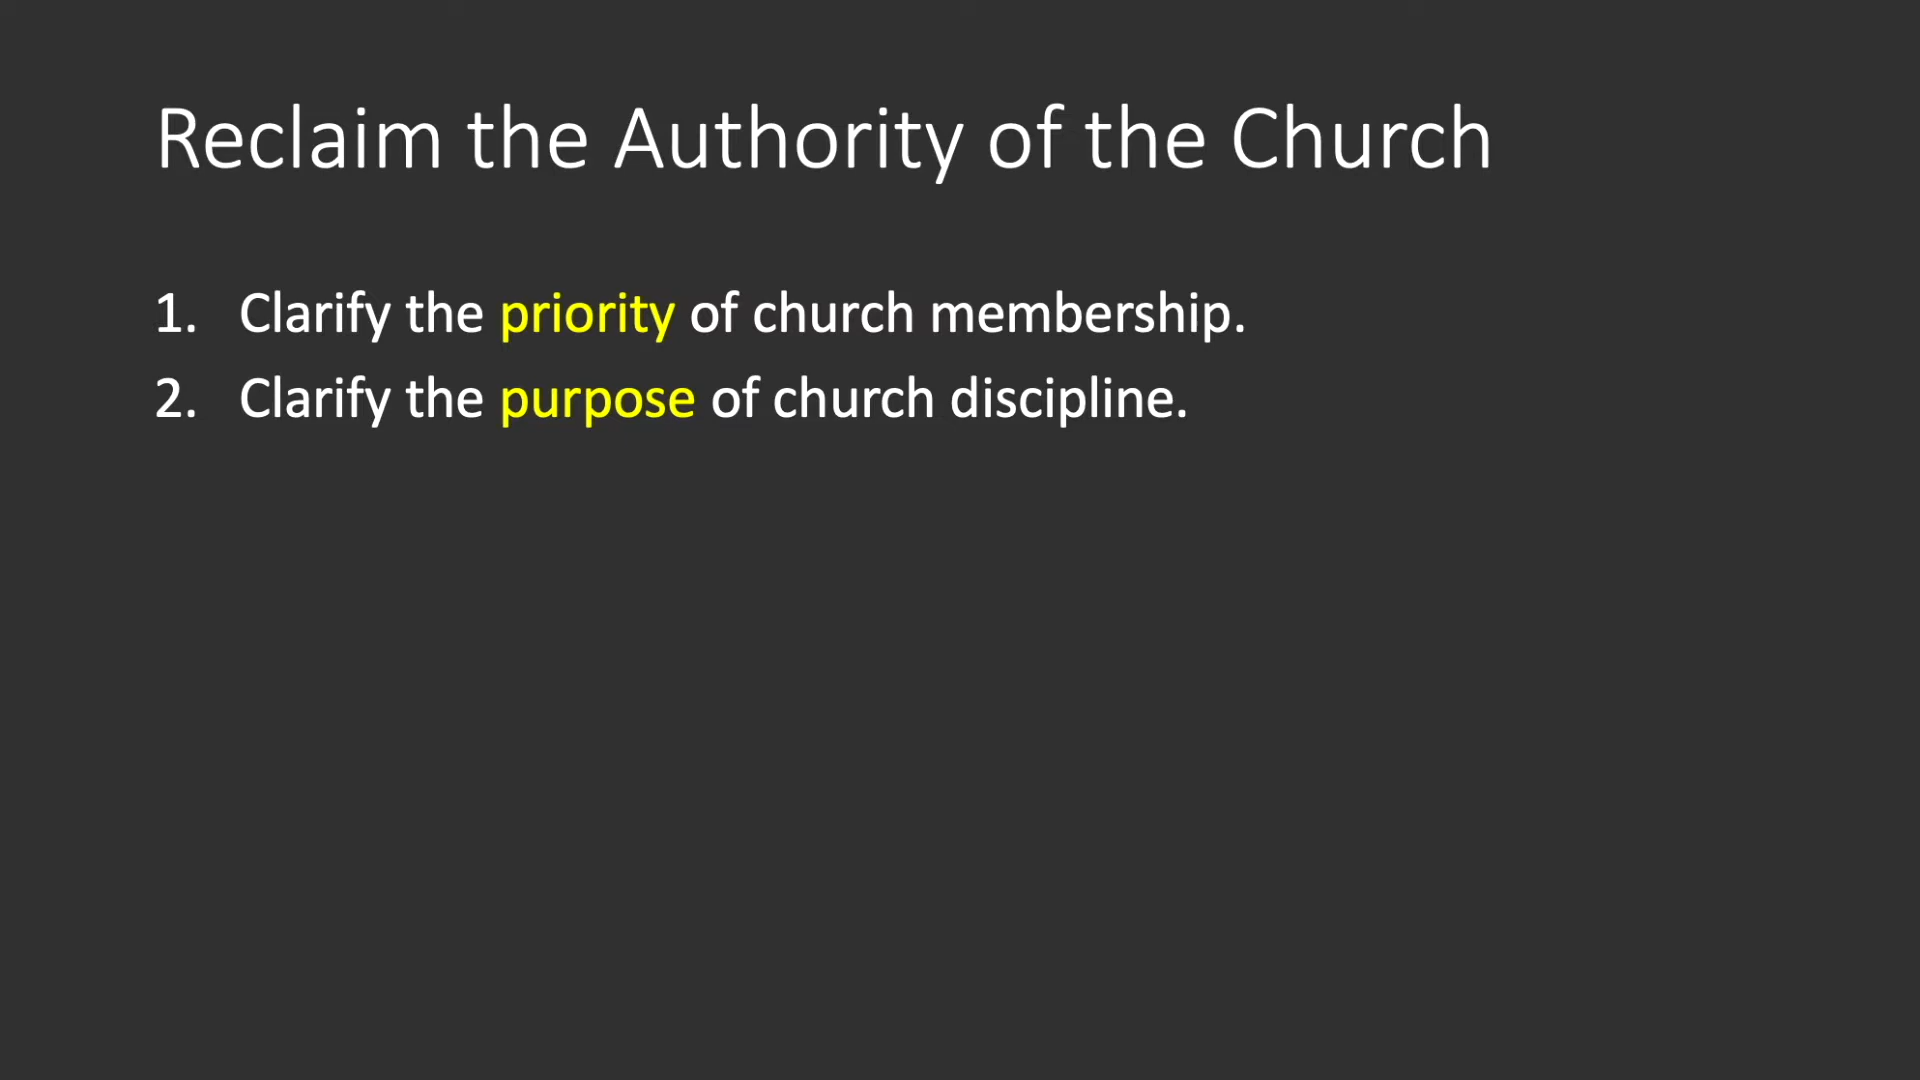 Reclaim the Authority of the Church
1. Clarify the priority of church membership.
2. Clarify the purpose of church discipline.